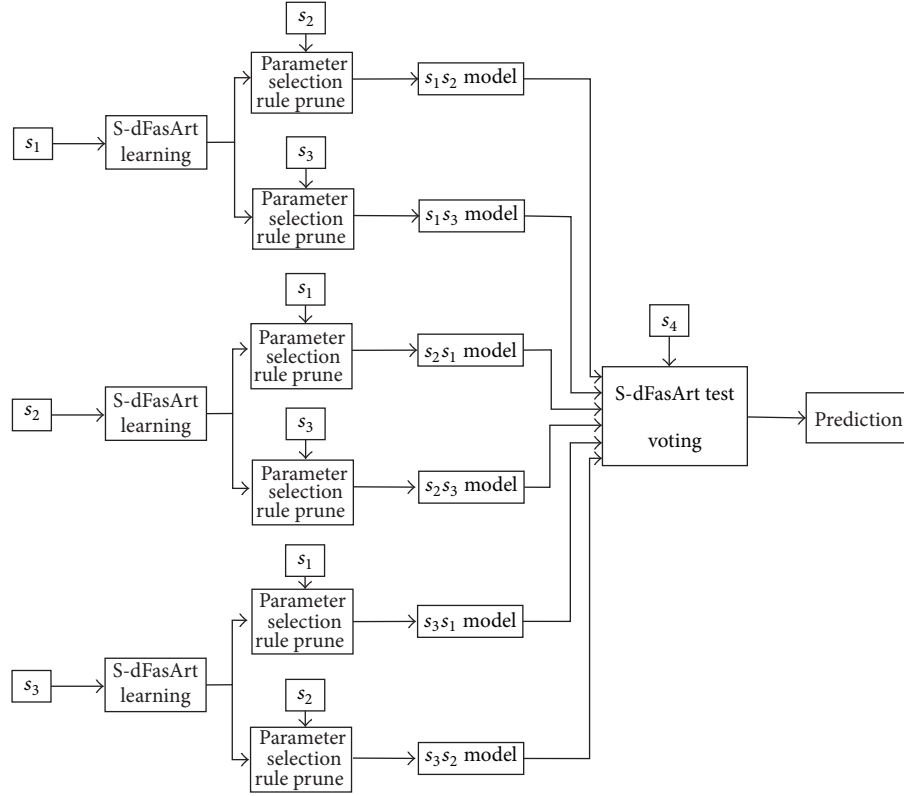 s₂
Parameter
selection
rule prune
s₁s₂ model
s₁
S-dFasArt
learning
s₃
Parameter
selection
rule prune
s₁s₃ model
s₁
Parameter
selection
rule prune
s₂s₁ model
s₂
S-dFasArt
learning
s₃
Parameter
selection
rule prune
s₂s₃ model
s₁
Parameter
selection
rule prune
s₃s₁ model
s₃
S-dFasArt
learning
s₂
Parameter
selection
rule prune
s₃s₂ model
s₄
S-dFasArt test
voting
Prediction